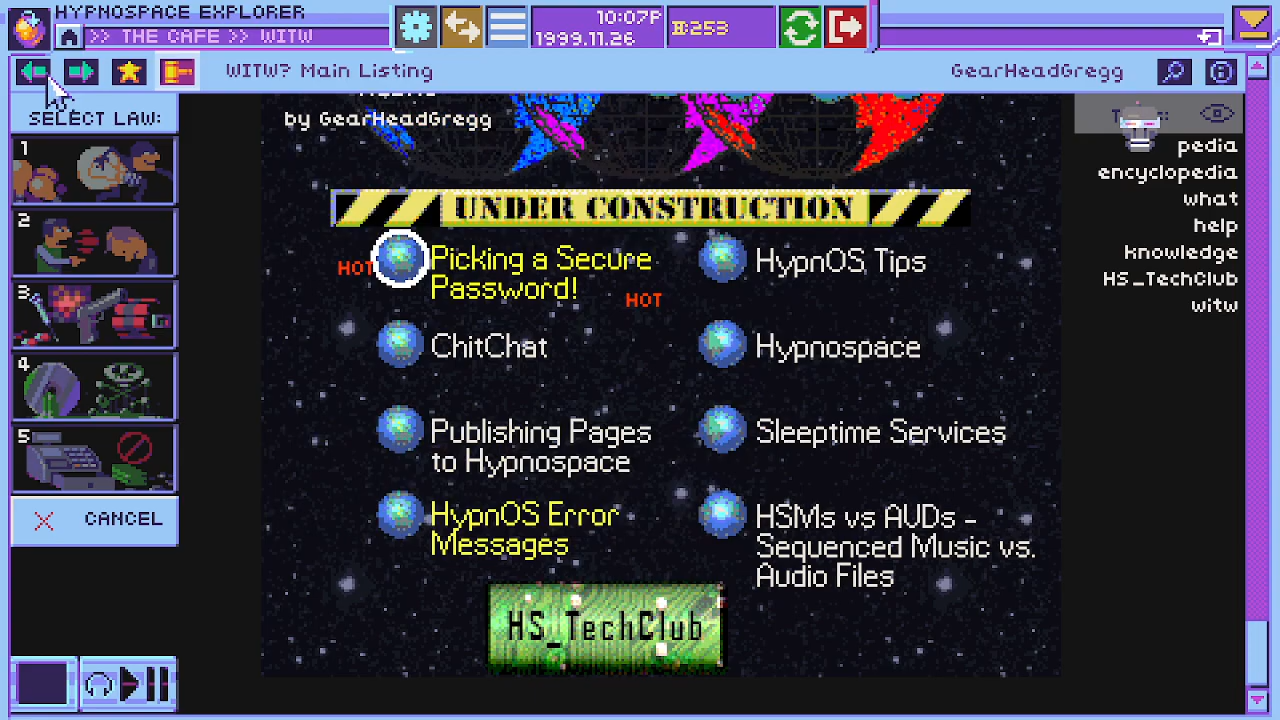 HYPNOSPACE EXPLORER
>> THE CAFE >> WITW
10:07P
1999.11.26
253
WITW? Main Listing
GearHeadGregg
SELECT LAW:
1
2
3
4
5
CANCEL
by GearHeadGregg
UNDER CONSTRUCTION
HOT
Picking a Secure
Password!
HOT
HypnOS Tips
ChitChat
Hypnospace
Publishing Pages
to Hypnospace
Sleeptime Services
HypnOS Error
Messages
HSMs vs AUDs -
Sequenced Music vs.
Audio Files
HS_TechClub
pedia
encyclopedia
what
help
knowledge
HS_TechClub
witw